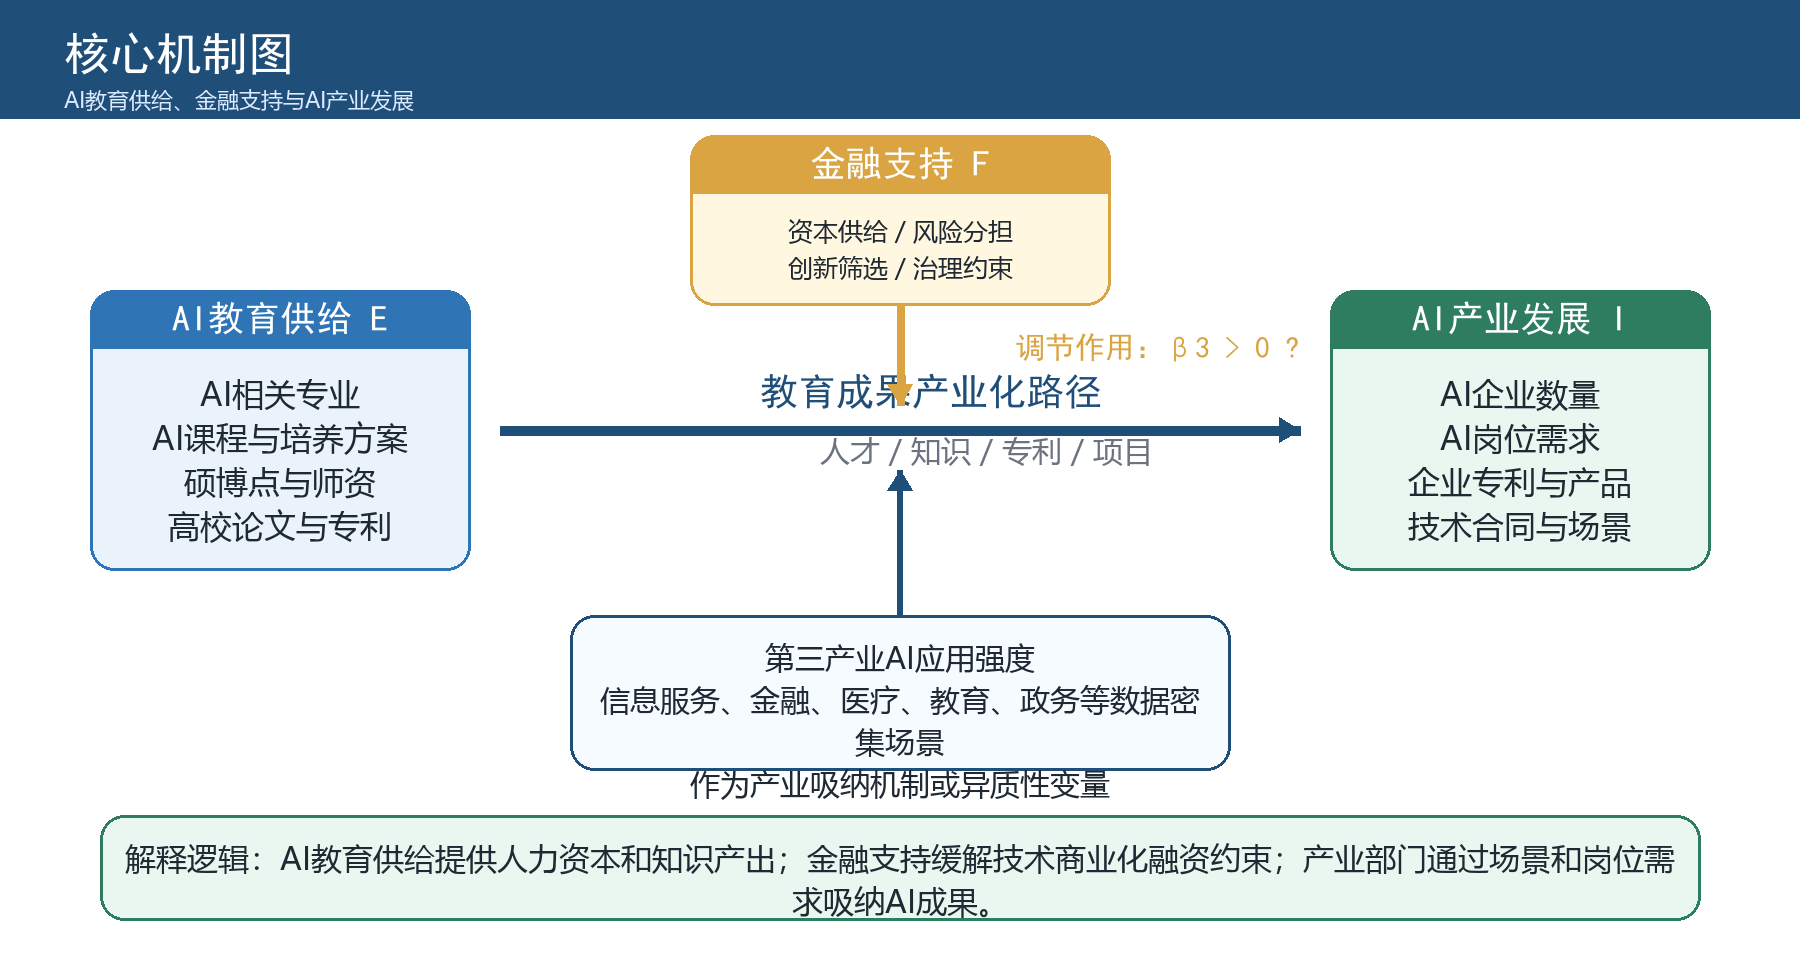 核心机制图
AI教育供给、金融支持与AI产业发展
金融支持 F
资本供给 / 风险分担
创新筛选 / 治理约束
AI教育供给 E
AI相关专业
AI课程与培养方案
硕博点与师资
高校论文与专利
调节作用：β3 > 0 ?
教育成果产业化路径
人才 / 知识 / 专利 / 项目
AI产业发展 I
AI企业数量
AI岗位需求
企业专利与产品
技术合同与场景
第三产业AI应用强度
信息服务、金融、医疗、教育、政务等数据密
集场景
作为产业吸纳机制或异质性变量
解释逻辑：AI教育供给提供人力资本和知识产出；金融支持缓解技术商业化融资约束；产业部门通过场景和岗位需
求吸纳AI成果。